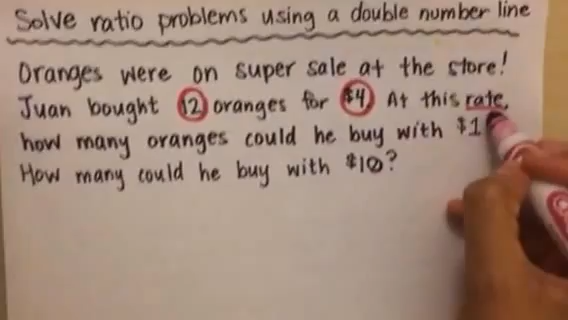 Solve ratio problems using a double number line
Oranges were on super sale at the store!
Juan bought 12 oranges for $4. At this rate,
how many oranges could he buy with $1
How many could he buy with $10?